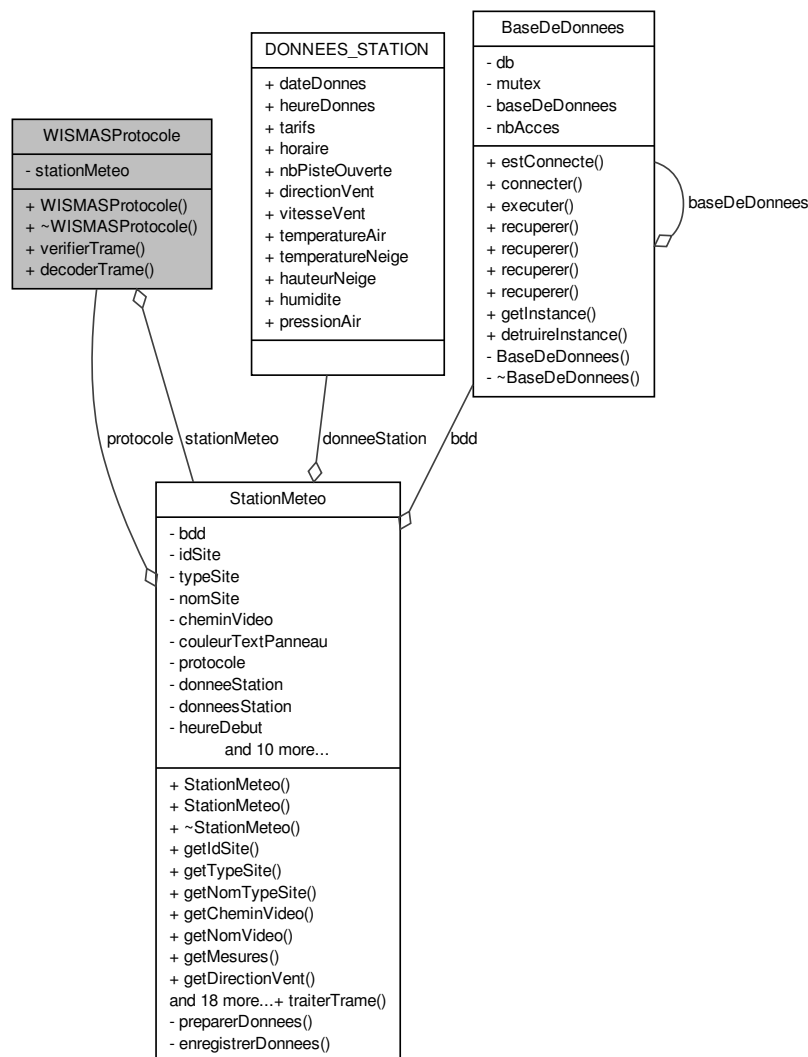 WISMASProtocole
- stationMeteo
+ WISMASProtocole()
+ ~WISMASProtocole()
+ verifierTrame()
+ decoderTrame()
DONNEES_STATION
+ dateDonnes
+ heureDonnes
+ tarifs
+ horaire
+ nbPisteOuverte
+ directionVent
+ vitesseVent
+ temperatureAir
+ temperatureNeige
+ hauteurNeige
+ humidite
+ pressionAir
BaseDeDonnees
- db
- mutex
- baseDeDonnees
- nbAcces
+ estConnecte()
+ connecter()
+ executer()
+ recuperer()
+ recuperer()
+ recuperer()
+ recuperer()
+ getInstance()
+ detruireInstance()
- BaseDeDonnees()
- ~BaseDeDonnees()
baseDeDonnees
protocole
stationMeteo
donneeStation
bdd
StationMeteo
- bdd
- idSite
- typeSite
- nomSite
- cheminVideo
- couleurTextPanneau
- protocole
- donneeStation
- donneesStation
- heureDebut
and 10 more...
+ StationMeteo()
+ StationMeteo()
+ ~StationMeteo()
+ getIdSite()
+ getTypeSite()
+ getNomTypeSite()
+ getCheminVideo()
+ getNomVideo()
+ getMesures()
+ getDirectionVent()
and 18 more...+ traiterTrame()
- preparerDonnees()
- enregistrerDonnees()